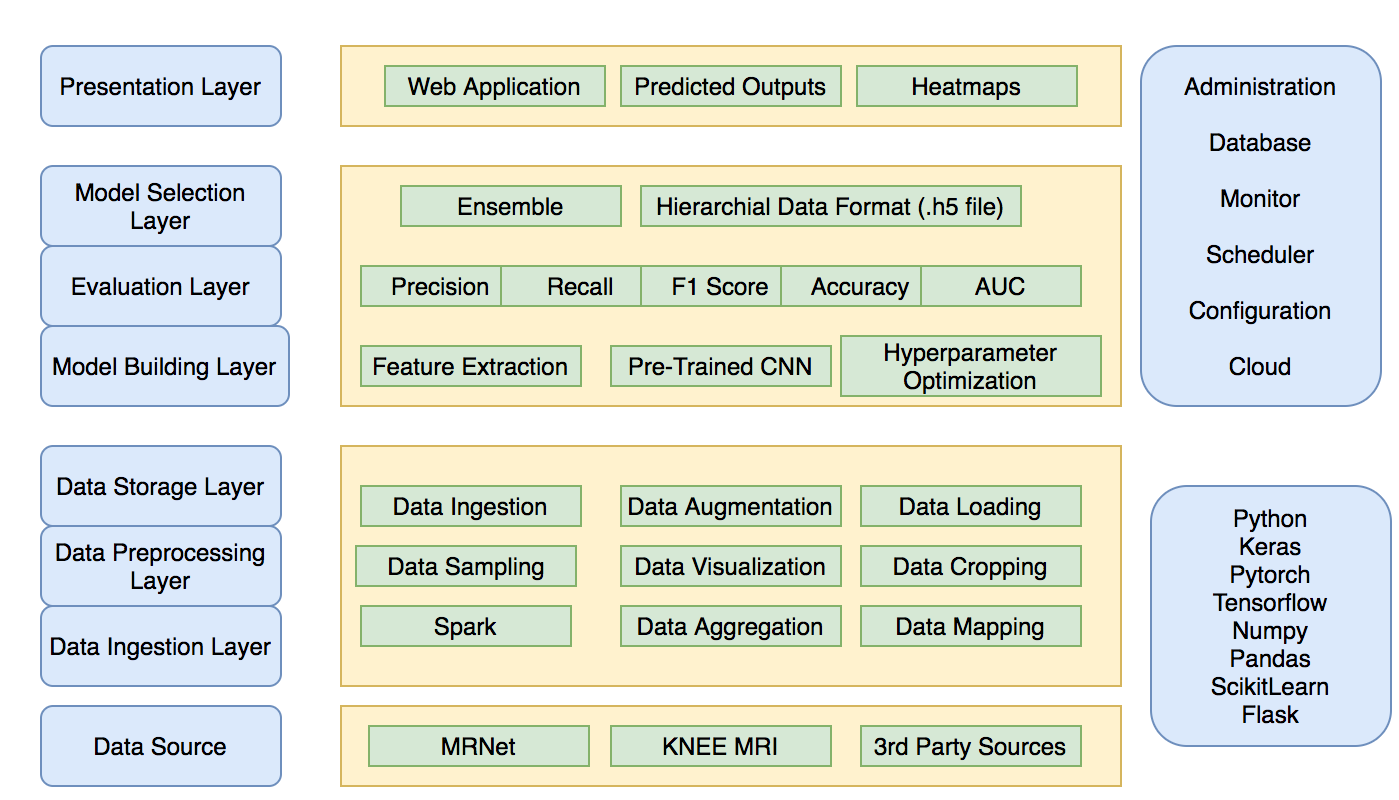 Presentation Layer
Web Application
Predicted Outputs
Heatmaps
Model Selection
Layer
Ensemble
Hierarchial Data Format (.h5 file)
Evaluation Layer
Precision
Recall
F1 Score
Accuracy
AUC
Model Building Layer
Feature Extraction
Pre-Trained CNN
Hyperparameter
Optimization
Data Storage Layer
Data Ingestion
Data Augmentation
Data Loading
Data Preprocessing
Layer
Data Sampling
Data Visualization
Data Cropping
Data Ingestion Layer
Spark
Data Aggregation
Data Mapping
Data Source
MRNet
KNEE MRI
3rd Party Sources
Administration
Database
Monitor
Scheduler
Configuration
Cloud
Python
Keras
Pytorch
Tensorflow
Numpy
Pandas
ScikitLearn
Flask